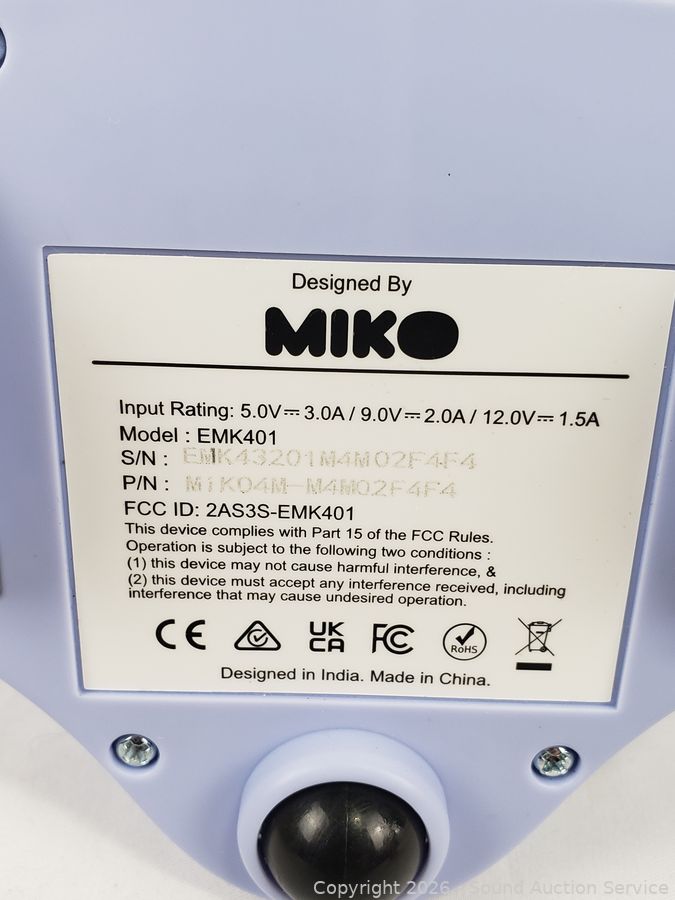 Designed By
MIKO
Input Rating: 5.0V⎓3.0A / 9.0V⎓2.0A / 12.0V⎓1.5A
Model : EMK401
S/N : EMK43201M4M02F4F4
P/N : MiKO4M-M4M02F4F4
FCC ID: 2AS3S-EMK401
This device complies with Part 15 of the FCC Rules.
Operation is subject to the following two conditions :
(1) this device may not cause harmful interference, &
(2) this device must accept any interference received, including
interference that may cause undesired operation.
CE UK CA FC RoHS
Designed in India. Made in China.
Copyright 2026 Sound Auction Service